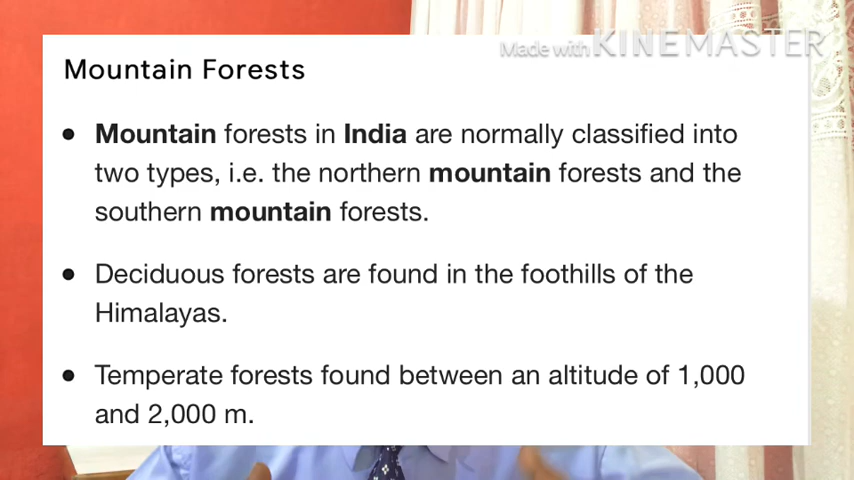 Made with KINEMASTER
Mountain Forests
• Mountain forests in India are normally classified into
two types, i.e. the northern mountain forests and the
southern mountain forests.
• Deciduous forests are found in the foothills of the
Himalayas.
• Temperate forests found between an altitude of 1,000
and 2,000 m.